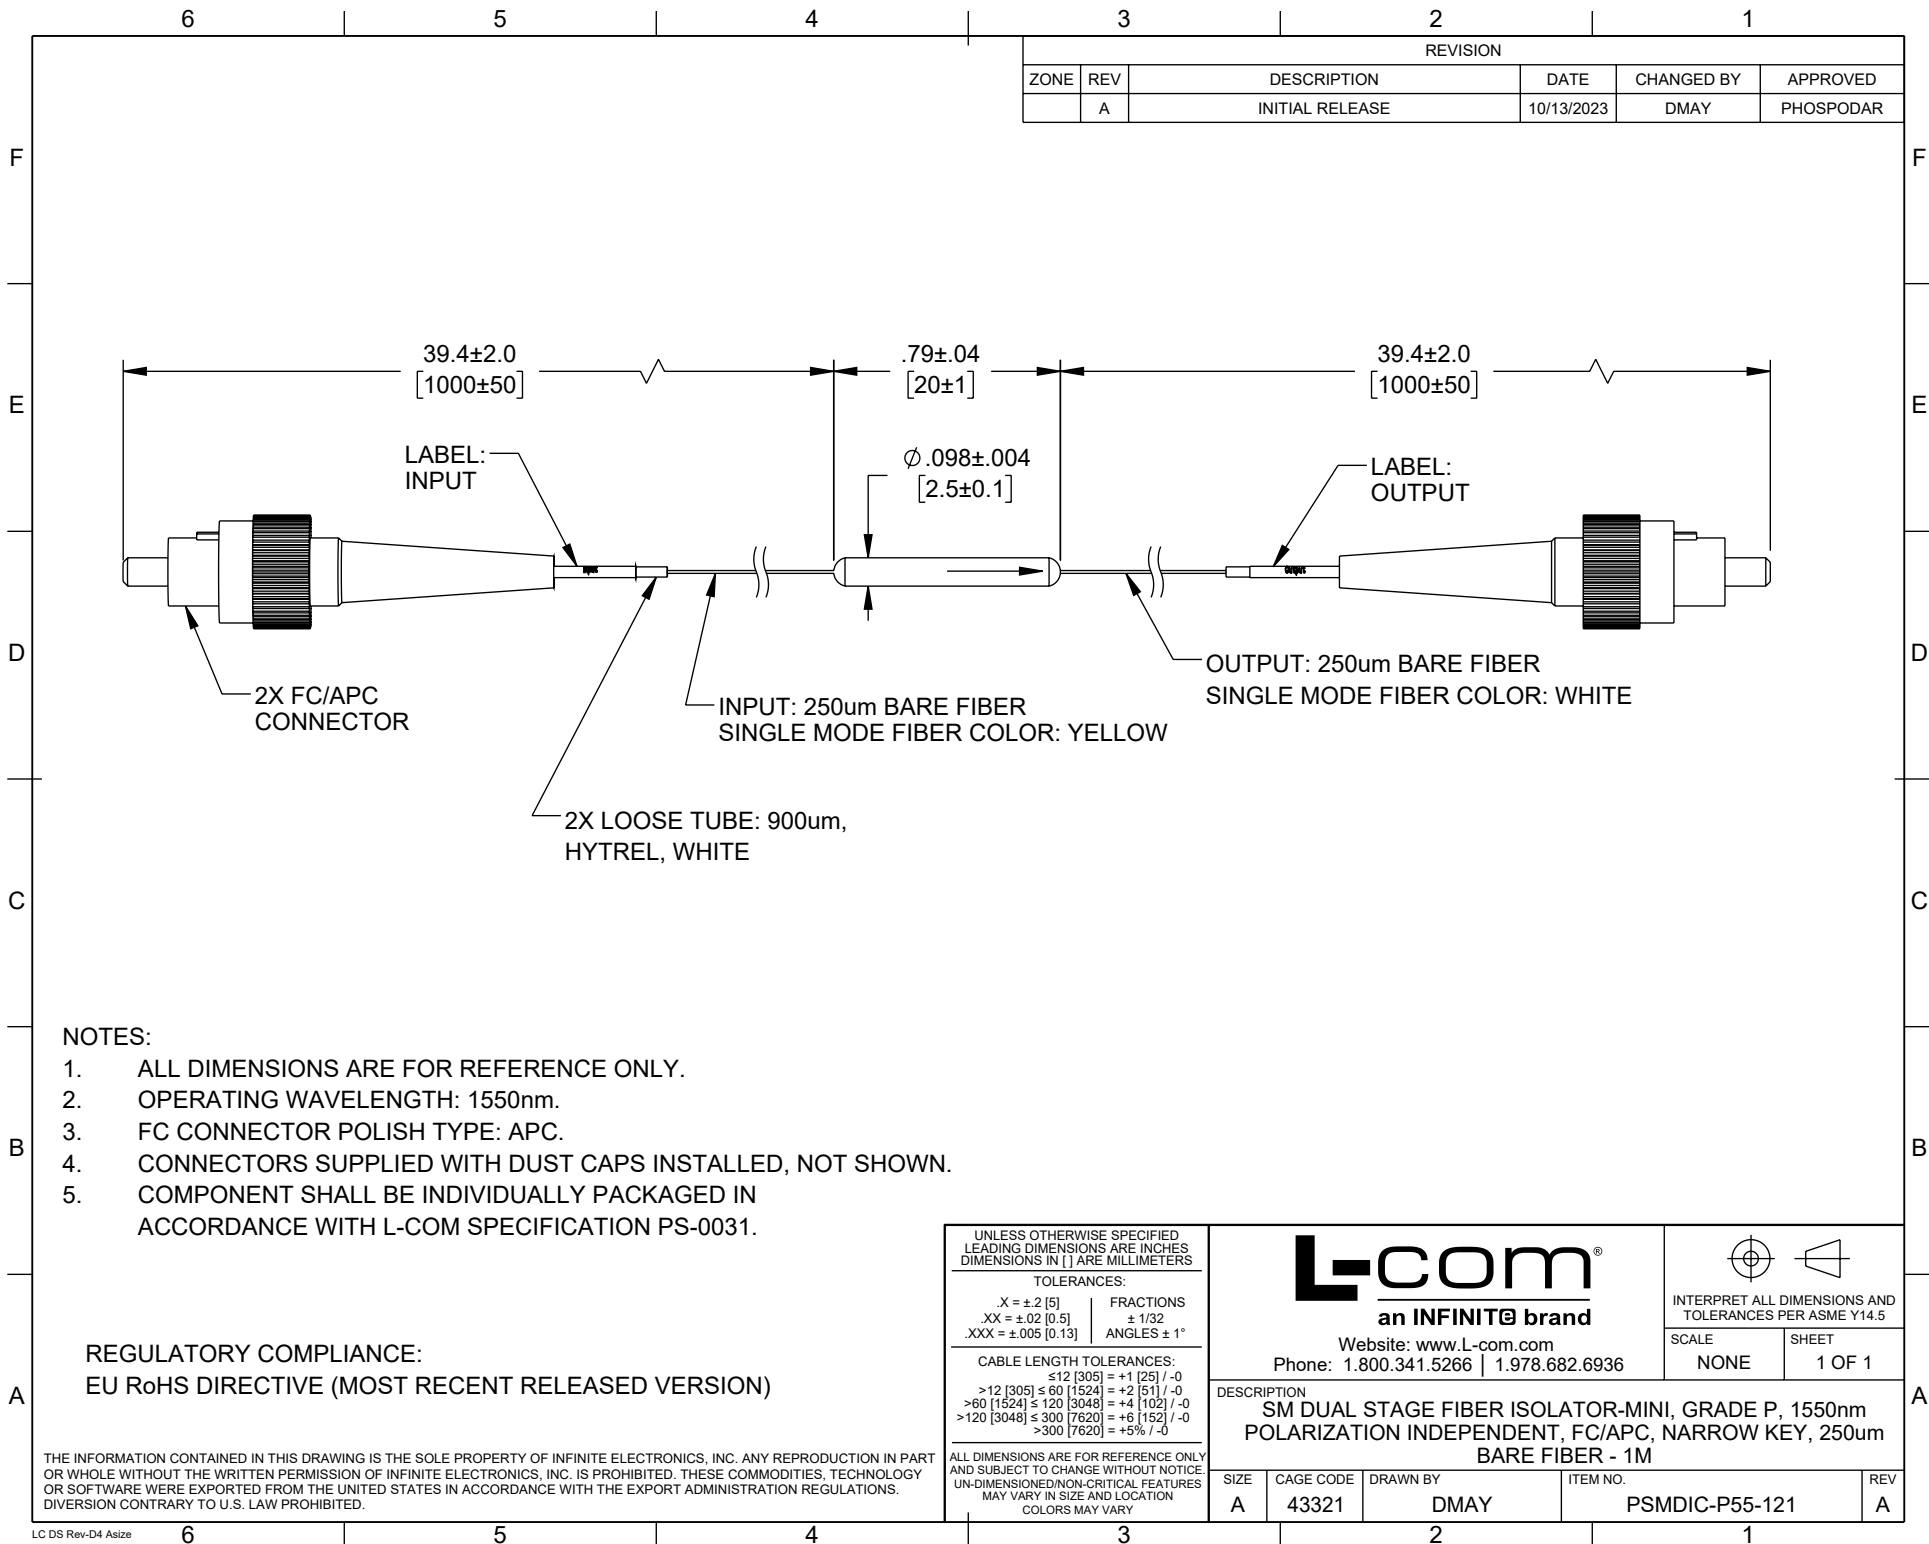 6 5 4 3 2 1
REVISION
ZONE REV DESCRIPTION DATE CHANGED BY APPROVED
A INITIAL RELEASE 10/13/2023 DMAY PHOSPODAR
F F
39.4±2.0
[1000±50]
.79±.04
[20±1]
39.4±2.0
[1000±50]
E E
LABEL:
INPUT
∅.098±.004
[2.5±0.1]
LABEL:
OUTPUT
D D
2X FC/APC
CONNECTOR
INPUT: 250um BARE FIBER
SINGLE MODE FIBER COLOR: YELLOW
OUTPUT: 250um BARE FIBER
SINGLE MODE FIBER COLOR: WHITE
2X LOOSE TUBE: 900um,
HYTREL, WHITE
C C
NOTES:
1. ALL DIMENSIONS ARE FOR REFERENCE ONLY.
2. OPERATING WAVELENGTH: 1550nm.
3. FC CONNECTOR POLISH TYPE: APC.
4. CONNECTORS SUPPLIED WITH DUST CAPS INSTALLED, NOT SHOWN.
5. COMPONENT SHALL BE INDIVIDUALLY PACKAGED IN
ACCORDANCE WITH L-COM SPECIFICATION PS-0031.
B B
REGULATORY COMPLIANCE:
EU RoHS DIRECTIVE (MOST RECENT RELEASED VERSION)
A A
THE INFORMATION CONTAINED IN THIS DRAWING IS THE SOLE PROPERTY OF INFINITE ELECTRONICS, INC. ANY REPRODUCTION IN PART
OR WHOLE WITHOUT THE WRITTEN PERMISSION OF INFINITE ELECTRONICS, INC. IS PROHIBITED. THESE COMMODITIES, TECHNOLOGY
OR SOFTWARE WERE EXPORTED FROM THE UNITED STATES IN ACCORDANCE WITH THE EXPORT ADMINISTRATION REGULATIONS.
DIVERSION CONTRARY TO U.S. LAW PROHIBITED.
UNLESS OTHERWISE SPECIFIED
LEADING DIMENSIONS ARE INCHES
DIMENSIONS IN [ ] ARE MILLIMETERS
TOLERANCES:
.X = ±.2 [5] FRACTIONS
.XX = ±.02 [0.5] ± 1/32
.XXX = ±.005 [0.13] ANGLES ± 1°
CABLE LENGTH TOLERANCES:
≤12 [305] = +1 [25] / -0
>12 [305] ≤ 60 [1524] = +2 [51] / -0
>60 [1524] ≤ 120 [3048] = +4 [102] / -0
>120 [3048] ≤ 300 [7620] = +6 [152] / -0
>300 [7620] = +5% / -0
ALL DIMENSIONS ARE FOR REFERENCE ONLY
AND SUBJECT TO CHANGE WITHOUT NOTICE.
UN-DIMENSIONED/NON-CRITICAL FEATURES
MAY VARY IN SIZE AND LOCATION
COLORS MAY VARY
L-com®
an INFINITe brand
Website: www.L-com.com
Phone: 1.800.341.5266 | 1.978.682.6936
INTERPRET ALL DIMENSIONS AND
TOLERANCES PER ASME Y14.5
SCALE SHEET
NONE 1 OF 1
DESCRIPTION
SM DUAL STAGE FIBER ISOLATOR-MINI, GRADE P, 1550nm
POLARIZATION INDEPENDENT, FC/APC, NARROW KEY, 250um
BARE FIBER - 1M
SIZE CAGE CODE DRAWN BY ITEM NO. REV
A 43321 DMAY PSMDIC-P55-121 A
LC DS Rev-D4 Asize
6 5 4 3 2 1